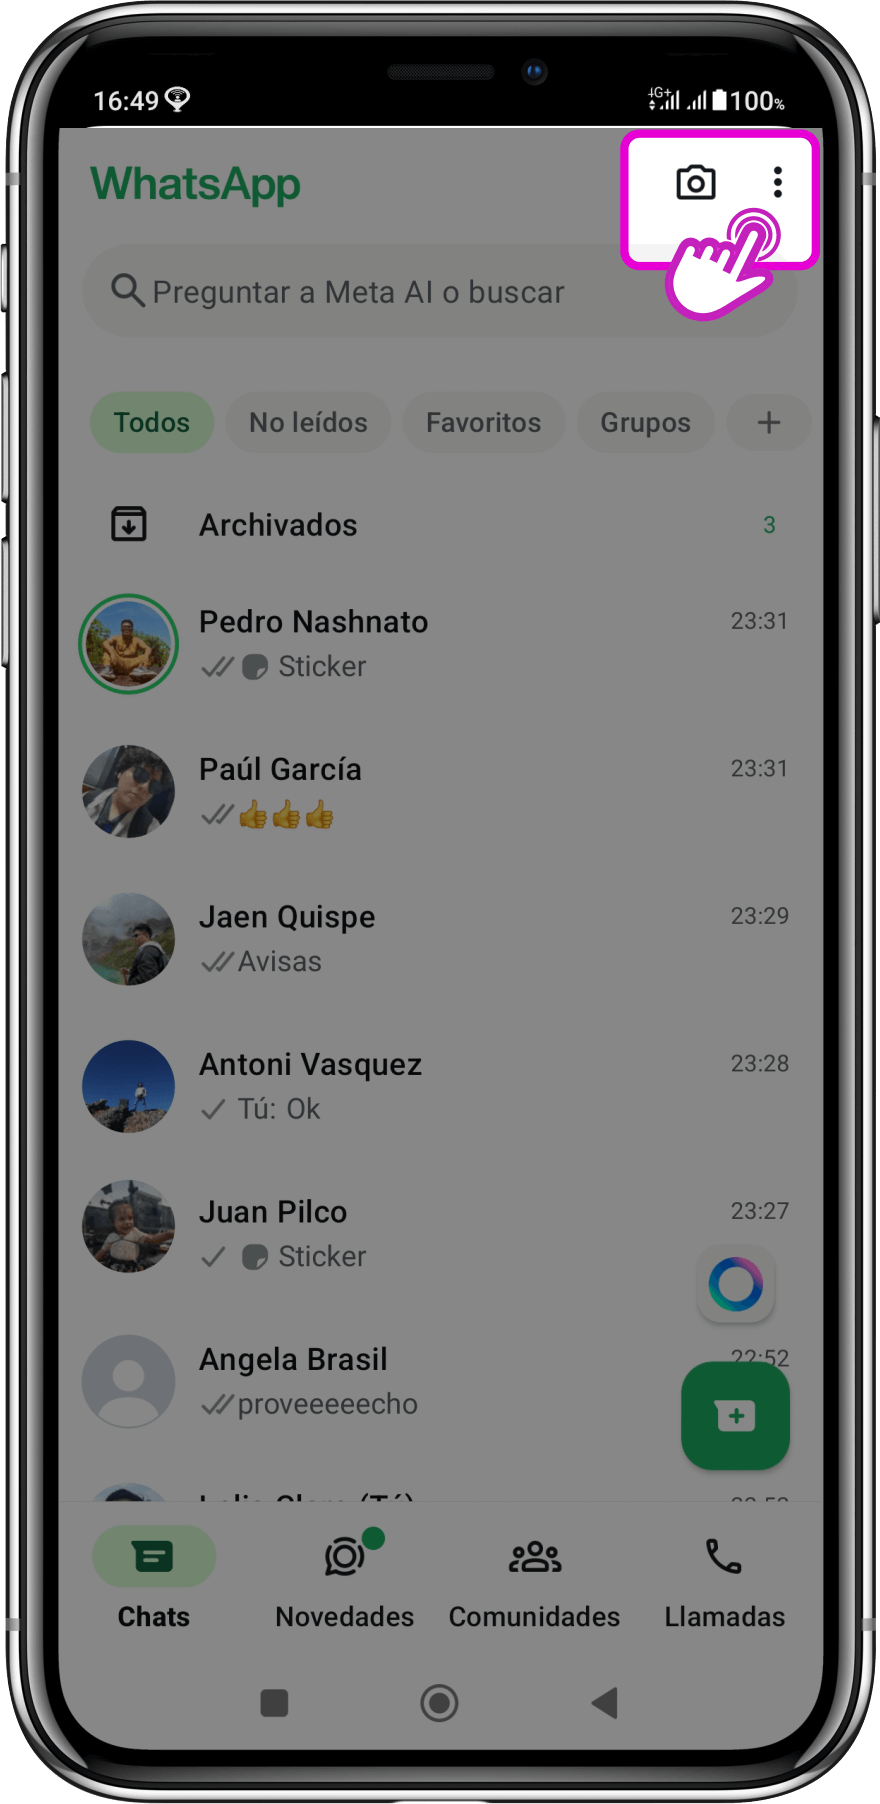 16:49 4G+ 100%
WhatsApp
Preguntar a Meta AI o buscar
Todos No leídos Favoritos Grupos +
Archivados 3
Pedro Nashnato 23:31
Sticker
Paúl García 23:31
👍👍👍
Jaen Quispe 23:29
Avisas
Antoni Vasquez 23:28
Tú: Ok
Juan Pilco 23:27
Sticker
Angela Brasil 22:52
proveeeeecho
Chats Novedades Comunidades Llamadas